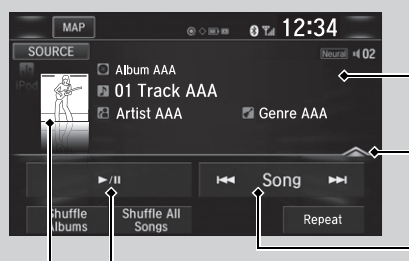 MAP
12:34
SOURCE
Neural
02
iPod
Album AAA
01 Track AAA
Artist AAA
Genre AAA
Song
Shuffle Albums
Shuffle All Songs
Repeat